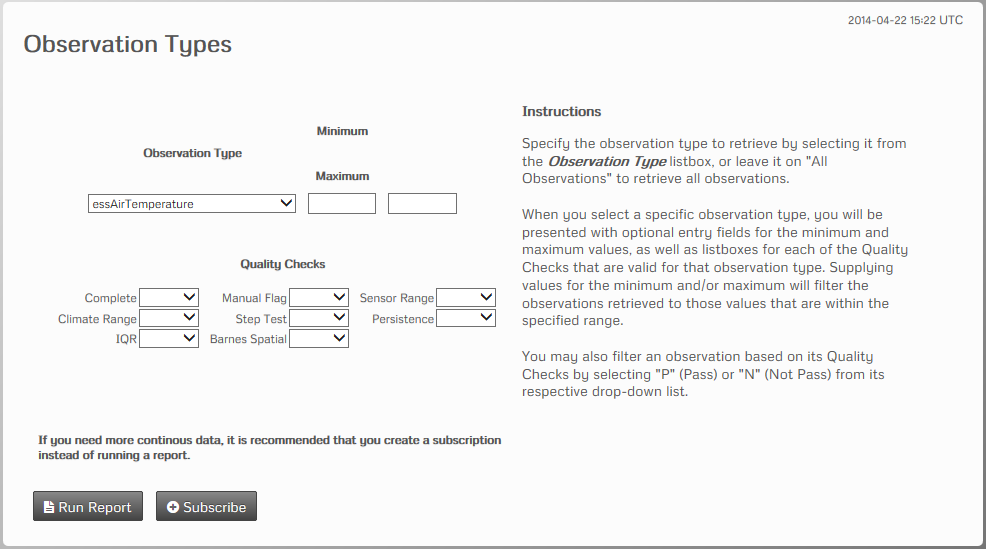 2014-04-22 15:22 UTC
Observation Types
Minimum
Observation Type
Maximum
essAirTemperature
Quality Checks
Complete Manual Flag Sensor Range
Climate Range Step Test Persistence
IQR Barnes Spatial
If you need more continous data, it is recommended that you create a subscription
instead of running a report.
Run Report Subscribe
Instructions
Specify the observation type to retrieve by selecting it from
the Observation Type listbox, or leave it on "All
Observations" to retrieve all observations.
When you select a specific observation type, you will be
presented with optional entry fields for the minimum and
maximum values, as well as listboxes for each of the Quality
Checks that are valid for that observation type. Supplying
values for the minimum and/or maximum will filter the
observations retrieved to those values that are within the
specified range.
You may also filter an observation based on its Quality
Checks by selecting "P" (Pass) or "N" (Not Pass) from its
respective drop-down list.